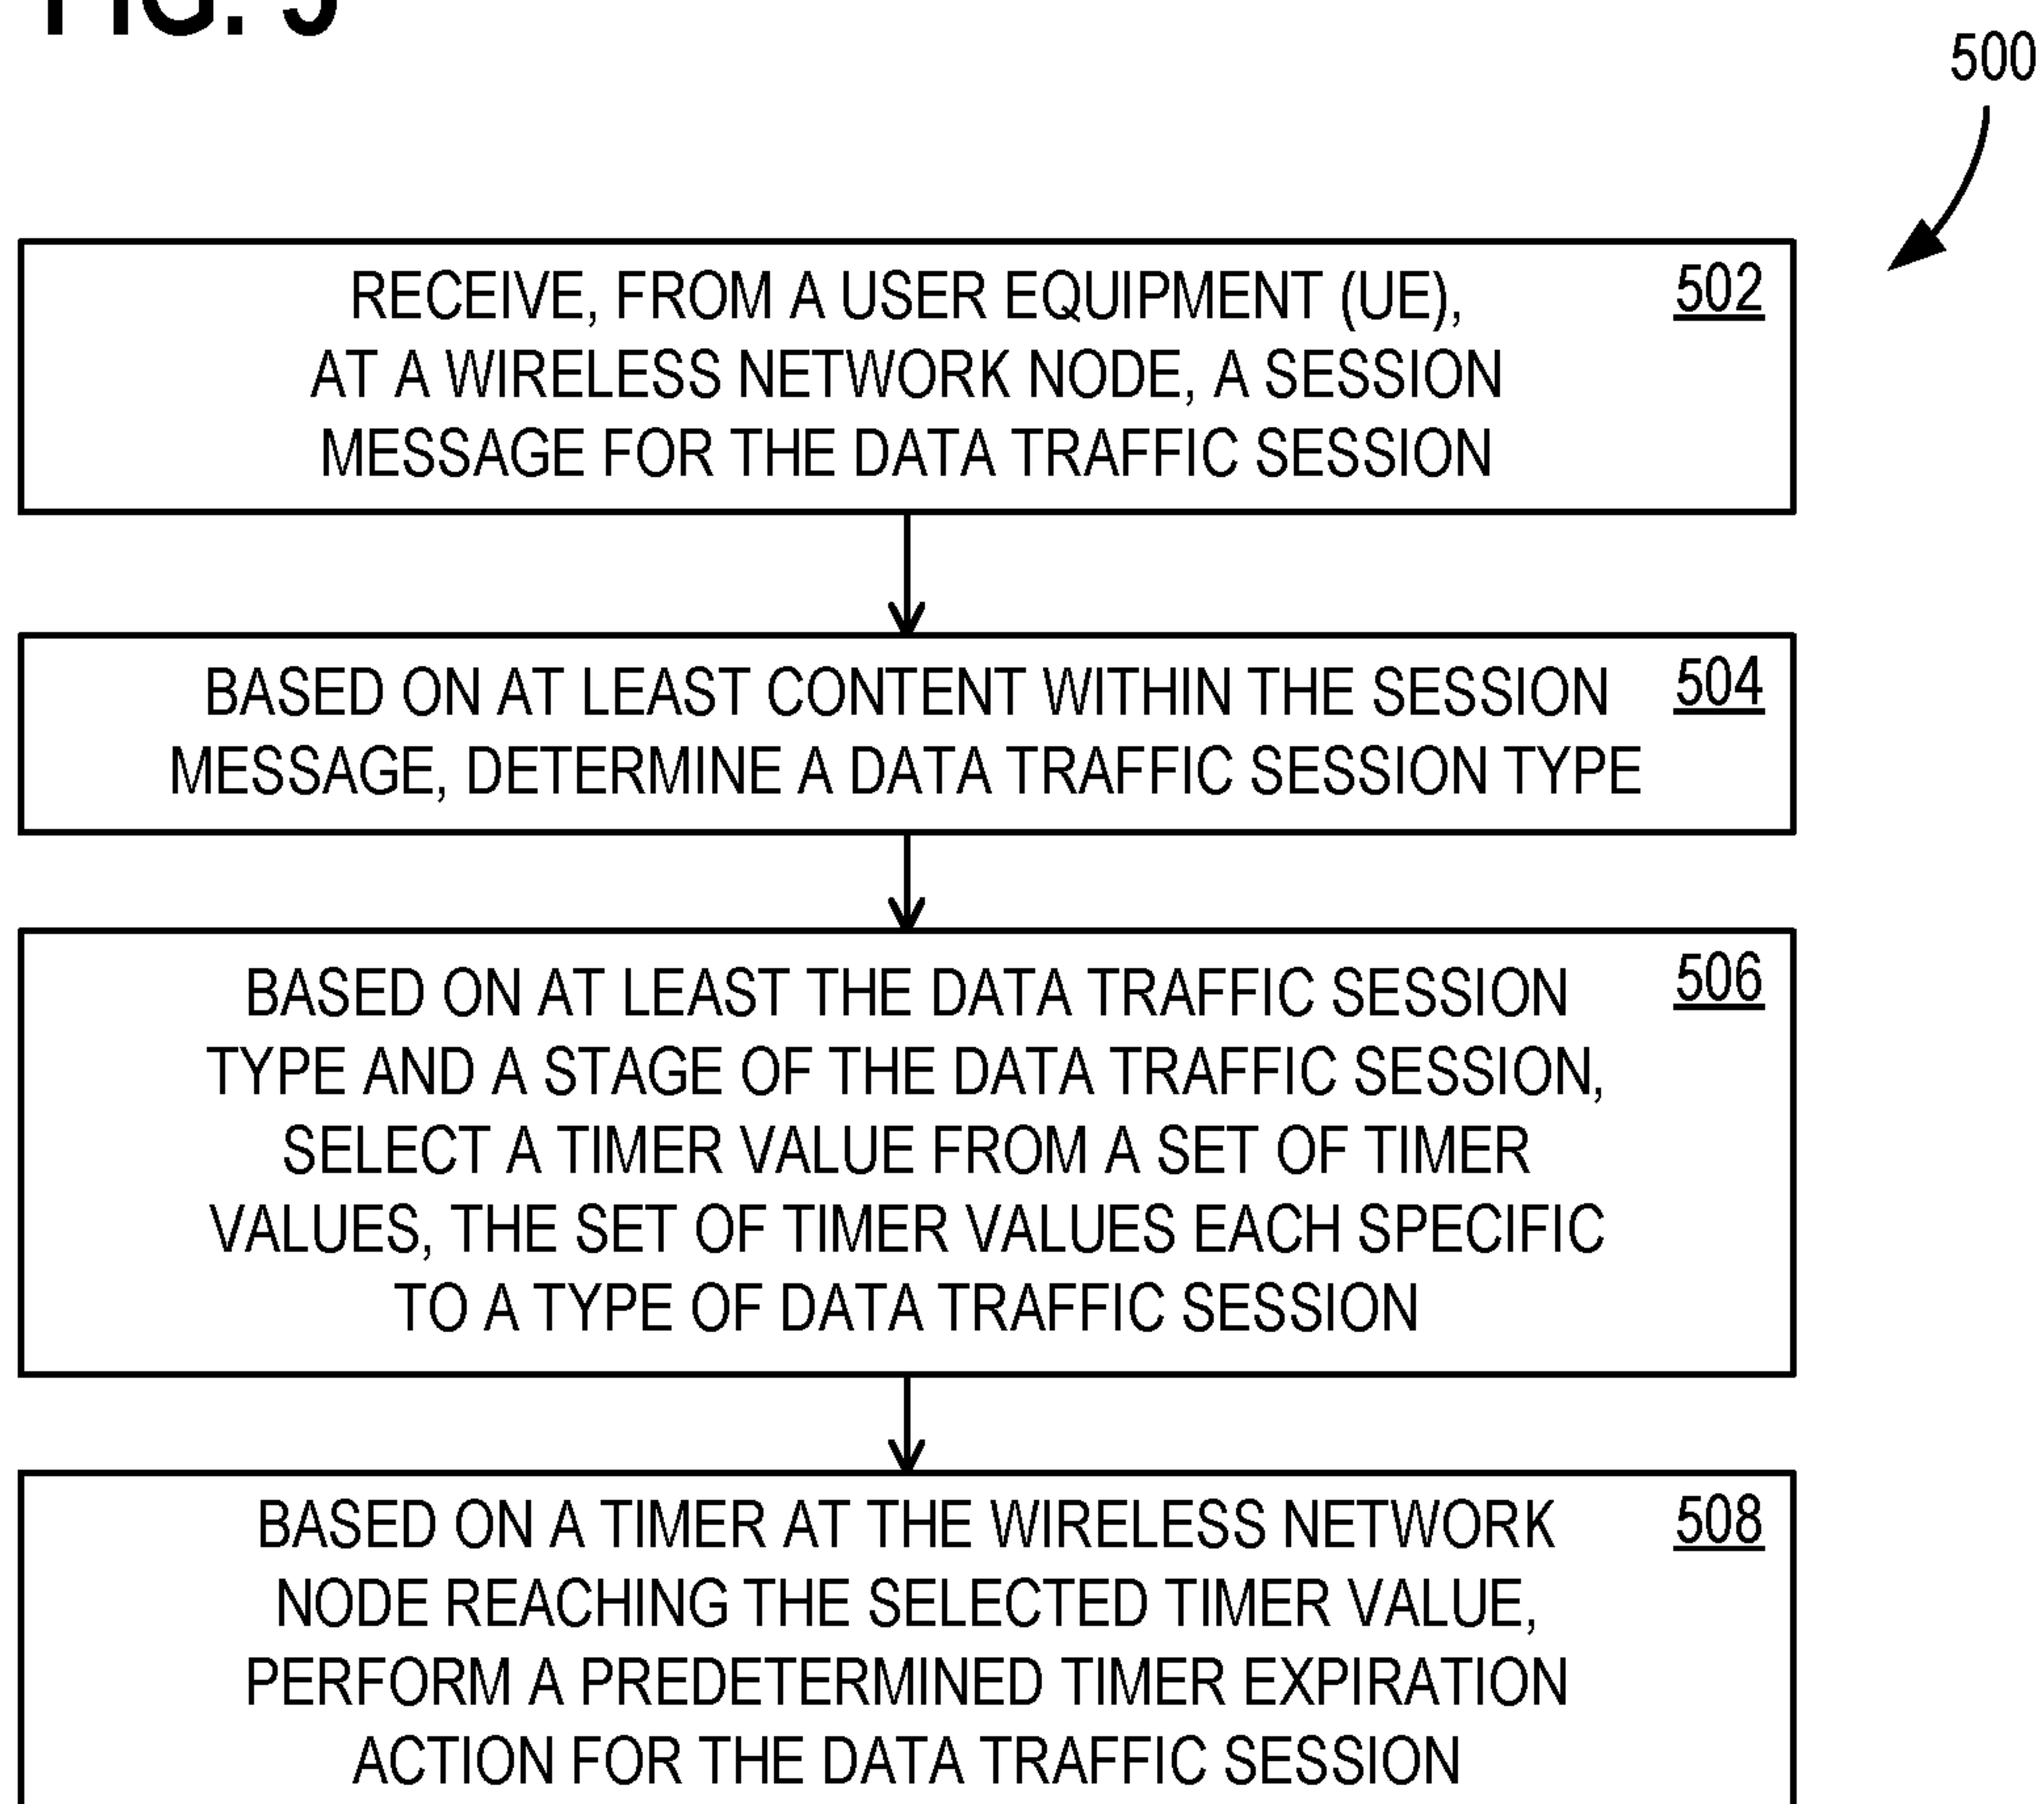 FIG. 5
500
RECEIVE, FROM A USER EQUIPMENT (UE),
502
AT A WIRELESS NETWORK NODE, A SESSION
MESSAGE FOR THE DATA TRAFFIC SESSION
BASED ON AT LEAST CONTENT WITHIN THE SESSION
504
MESSAGE, DETERMINE A DATA TRAFFIC SESSION TYPE
BASED ON AT LEAST THE DATA TRAFFIC SESSION
506
TYPE AND A STAGE OF THE DATA TRAFFIC SESSION,
SELECT A TIMER VALUE FROM A SET OF TIMER
VALUES, THE SET OF TIMER VALUES EACH SPECIFIC
TO A TYPE OF DATA TRAFFIC SESSION
BASED ON A TIMER AT THE WIRELESS NETWORK
508
NODE REACHING THE SELECTED TIMER VALUE,
PERFORM A PREDETERMINED TIMER EXPIRATION
ACTION FOR THE DATA TRAFFIC SESSION